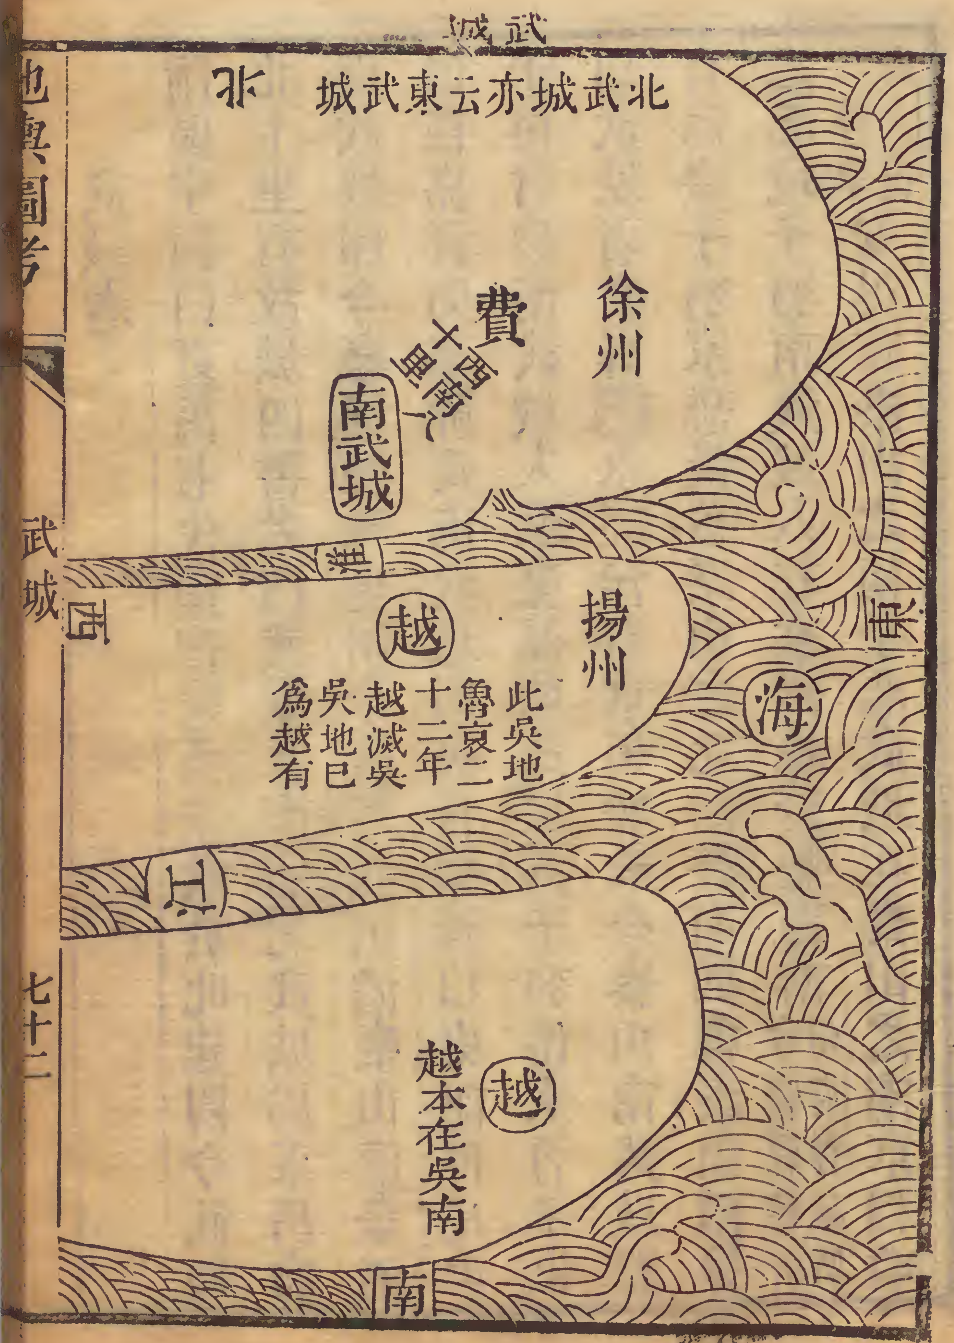 武城
北武城亦云東武城
北
徐州
費
西南八
十里
南武城
淮
東
西
揚州
越
此吳地
魯哀二
十二年
越滅吳
吳地已
為越有
海
江
越
越本在吳南
南
地輿圖考
武城
七十二